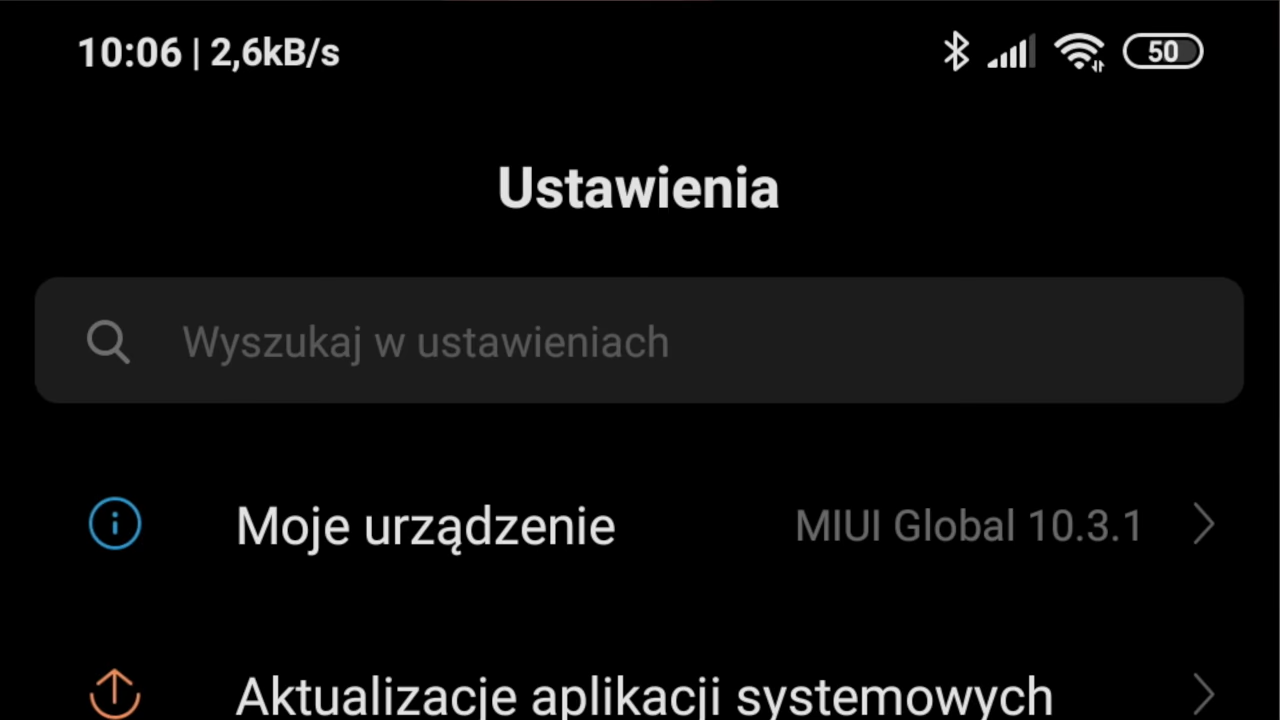 10:06 | 2,6kB/s 50
Ustawienia
Wyszukaj w ustawieniach
Moje urządzenie MIUI Global 10.3.1
Aktualizacje aplikacji systemowych